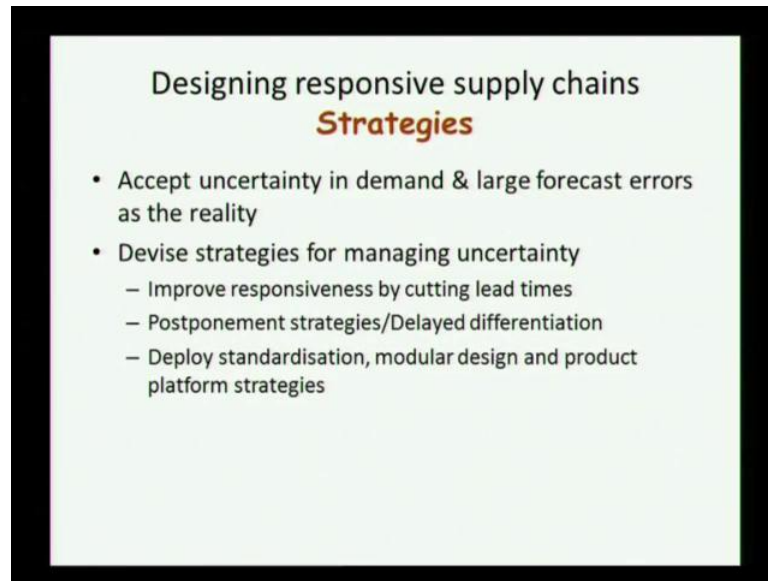 Designing responsive supply chains
Strategies
• Accept uncertainty in demand & large forecast errors
as the reality
• Devise strategies for managing uncertainty
– Improve responsiveness by cutting lead times
– Postponement strategies/Delayed differentiation
– Deploy standardisation, modular design and product
platform strategies